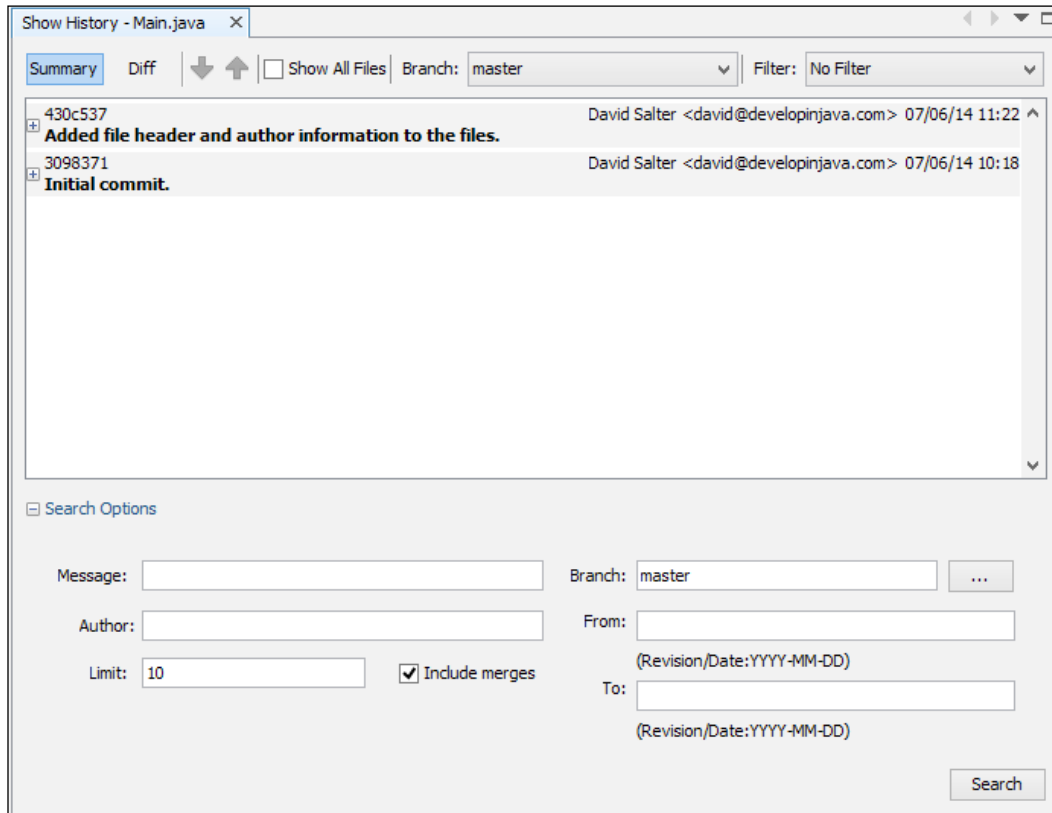 Show History - Main.java
Summary Diff Show All Files Branch: master Filter: No Filter
430c537 David Salter <david@developinjava.com> 07/06/14 11:22
Added file header and author information to the files.
3098371 David Salter <david@developinjava.com> 07/06/14 10:18
Initial commit.
Search Options
Message: Branch: master ...
Author: From:
(Revision/Date:YYYY-MM-DD)
Limit: 10 Include merges
To:
(Revision/Date:YYYY-MM-DD)
Search